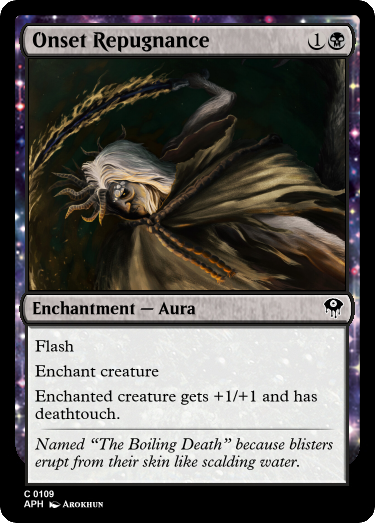 Onset Repugnance 1
Enchantment — Aura
Flash
Enchant creature
Enchanted creature gets +1/+1 and has
deathtouch.
Named “The Boiling Death” because blisters
erupt from their skin like scalding water.
C 0109
APH Arokhun